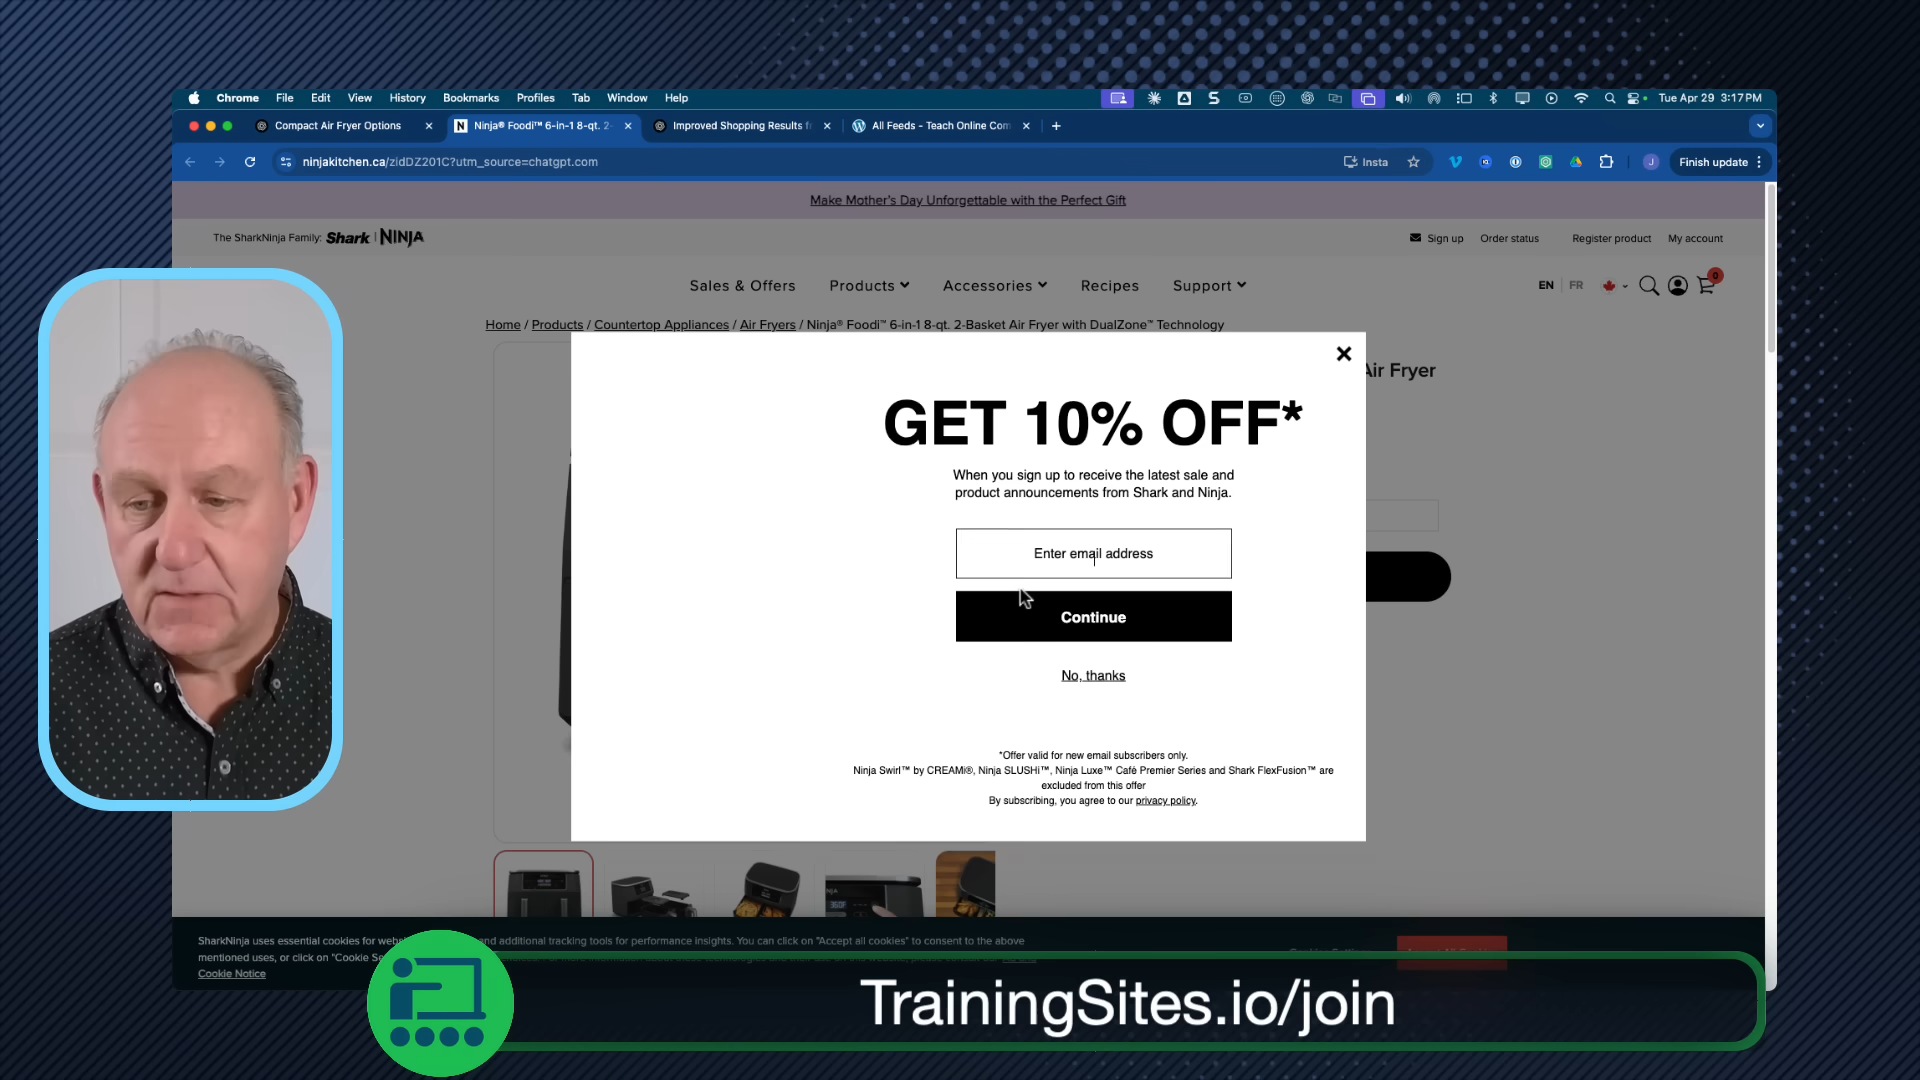 Chrome File Edit View History Bookmarks Profiles Tab Window Help
Tue Apr 29 3:17 PM
Compact Air Fryer Options
Ninja® Foodi™ 6-in-1 8-qt. 2-
Improved Shopping Results f
All Feeds - Teach Online Com
ninjakitchen.ca/zidDZ201C?utm_source=chatgpt.com
Insta
J
Finish update
Make Mother's Day Unforgettable with the Perfect Gift
The SharkNinja Family: Shark | NINJA
Sign up Order status Register product My account
Sales & Offers Products Accessories Recipes Support
EN | FR
0
Home / Products / Countertop Appliances / Air Fryers / Ninja® Foodi™ 6-in-1 8-qt. 2-Basket Air Fryer with DualZone™ Technology
Air Fryer
GET 10% OFF*
When you sign up to receive the latest sale and
product announcements from Shark and Ninja.
Enter email address
Continue
No, thanks
*Offer valid for new email subscribers only.
Ninja Swirl™ by CREAMi®, Ninja SLUSHi™, Ninja Luxe™ Café Premier Series and Shark FlexFusion™ are
excluded from this offer
By subscribing, you agree to our privacy policy.
SharkNinja uses essential cookies for and additional tracking tools for performance insights. You can click on "Accept all cookies" to consent to the above
mentioned uses, or click on "Cookie
Cookie Notice
TrainingSites.io/join